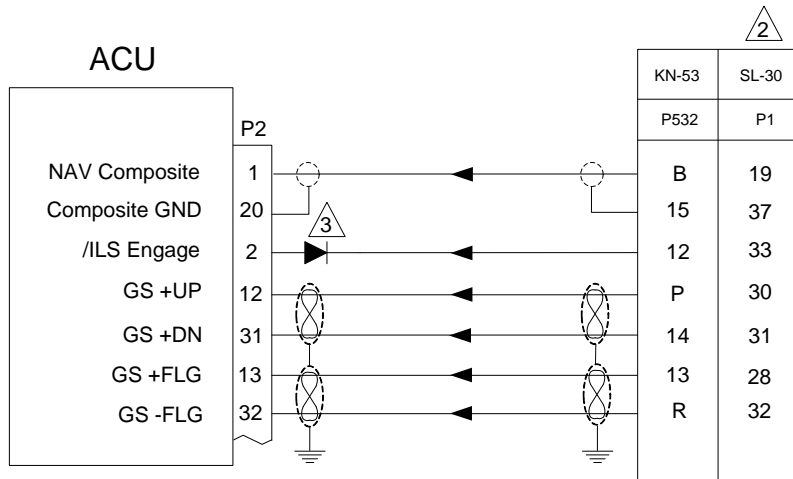 2
ACU
KN-53 SL-30
P2
P532 P1
NAV Composite 1 B 19
Composite GND 20 15 37
3
/ILS Engage 2 12 33
GS +UP 12 P 30
GS +DN 31 14 31
GS +FLG 13 13 28
GS -FLG 32 R 32